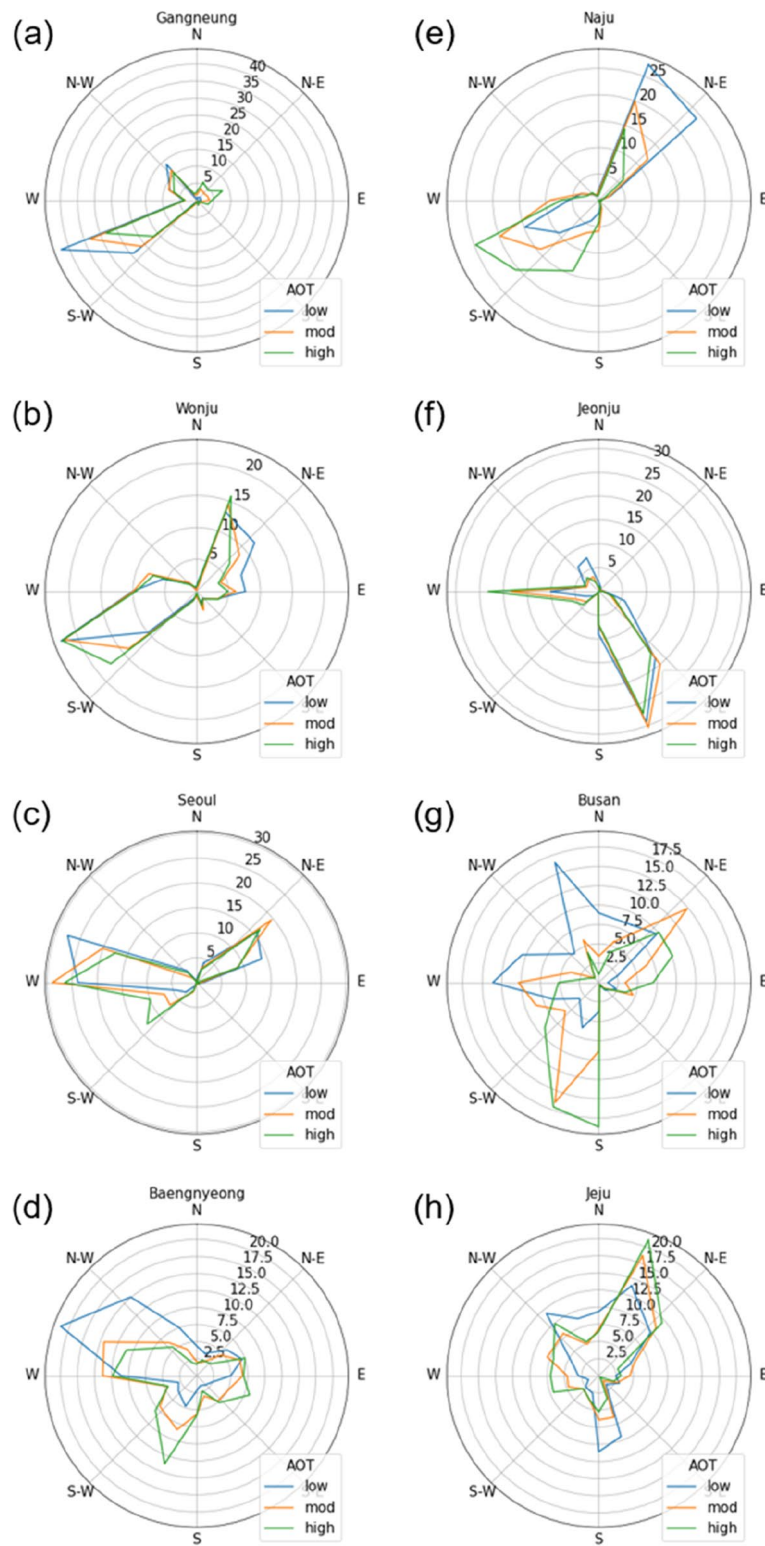 (a)
Gangneung
N
N-W
N-E
40
35
30
25
20
15
10
5
W
E
S-W
S
AOT
low
mod
high
(e)
Naju
N
N-W
N-E
25
20
15
10
5
W
E
S-W
S
AOT
low
mod
high
(b)
Wonju
N
N-W
N-E
20
15
10
5
W
E
S-W
S
AOT
low
mod
high
(f)
Jeonju
N
N-W
N-E
30
25
20
15
10
5
W
E
S-W
S
AOT
low
mod
high
(c)
Seoul
N
N-W
N-E
30
25
20
15
10
5
W
E
S-W
S
AOT
low
mod
high
(g)
Busan
N
N-W
N-E
17.5
15.0
12.5
10.0
7.5
5.0
2.5
W
E
S-W
S
AOT
low
mod
high
(d)
Baengnyeong
N
N-W
N-E
20.0
17.5
15.0
12.5
10.0
7.5
5.0
2.5
W
E
S-W
S
AOT
low
mod
high
(h)
Jeju
N
N-W
N-E
20.0
17.5
15.0
12.5
10.0
7.5
5.0
2.5
W
E
S-W
S
AOT
low
mod
high